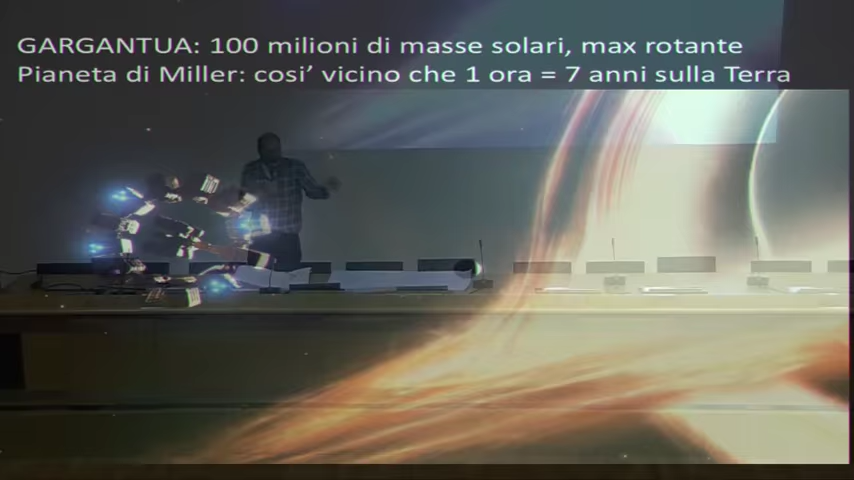 GARGANTUA: 100 milioni di masse solari, max rotante
Pianeta di Miller: cosi’ vicino che 1 ora = 7 anni sulla Terra